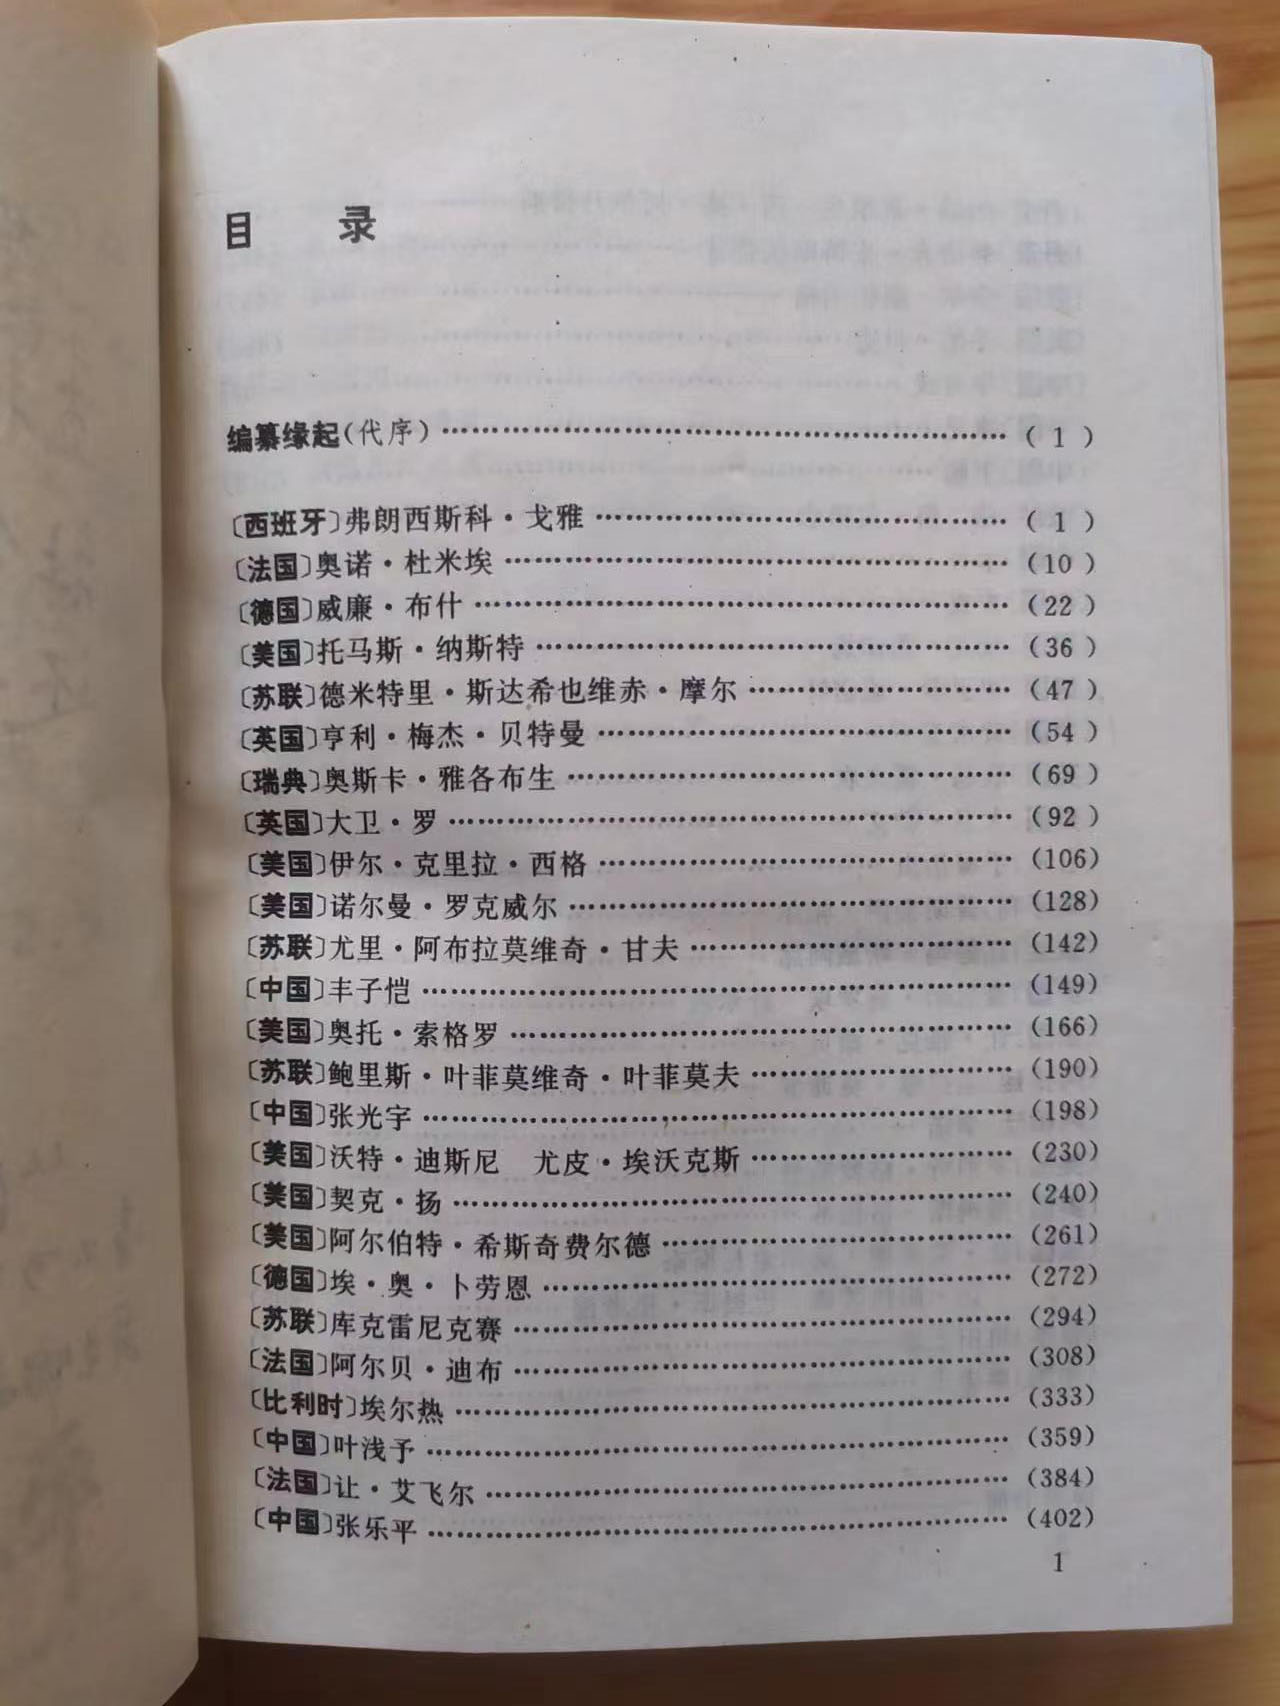 目 录
编纂缘起(代序) ………………………………………… ( 1 )
〔西班牙〕弗朗西斯科·戈雅 ………………………………………… ( 1 )
〔法国〕奥诺·杜米埃 ………………………………………… (10)
〔德国〕威廉·布什 ………………………………………… (22)
〔美国〕托马斯·纳斯特 ………………………………………… (36)
〔苏联〕德米特里·斯达希也维赤·摩尔 ………………………………………… (47)
〔英国〕亨利·梅杰·贝特曼 ………………………………………… (54)
〔瑞典〕奥斯卡·雅各布生 ………………………………………… (69)
〔英国〕大卫·罗 ………………………………………… (92)
〔美国〕伊尔·克里拉·西格 ………………………………………… (106)
〔美国〕诺尔曼·罗克威尔 ………………………………………… (128)
〔苏联〕尤里·阿布拉莫维奇·甘夫 ………………………………………… (142)
〔中国〕丰子恺 ………………………………………… (149)
〔美国〕奥托·索格罗 ………………………………………… (166)
〔苏联〕鲍里斯·叶菲莫维奇·叶菲莫夫 ………………………………………… (190)
〔中国〕张光宇 ………………………………………… (198)
〔美国〕沃特·迪斯尼 尤皮·埃沃克斯 ………………………………………… (230)
〔美国〕契克·扬 ………………………………………… (240)
〔美国〕阿尔伯特·希斯奇费尔德 ………………………………………… (261)
〔德国〕埃·奥·卜劳恩 ………………………………………… (272)
〔苏联〕库克雷尼克赛 ………………………………………… (294)
〔法国〕阿尔贝·迪布 ………………………………………… (308)
〔比利时〕埃尔热 ………………………………………… (333)
〔中国〕叶浅予 ………………………………………… (359)
〔法国〕让·艾飞尔 ………………………………………… (384)
〔中国〕张乐平 ………………………………………… (402)
1